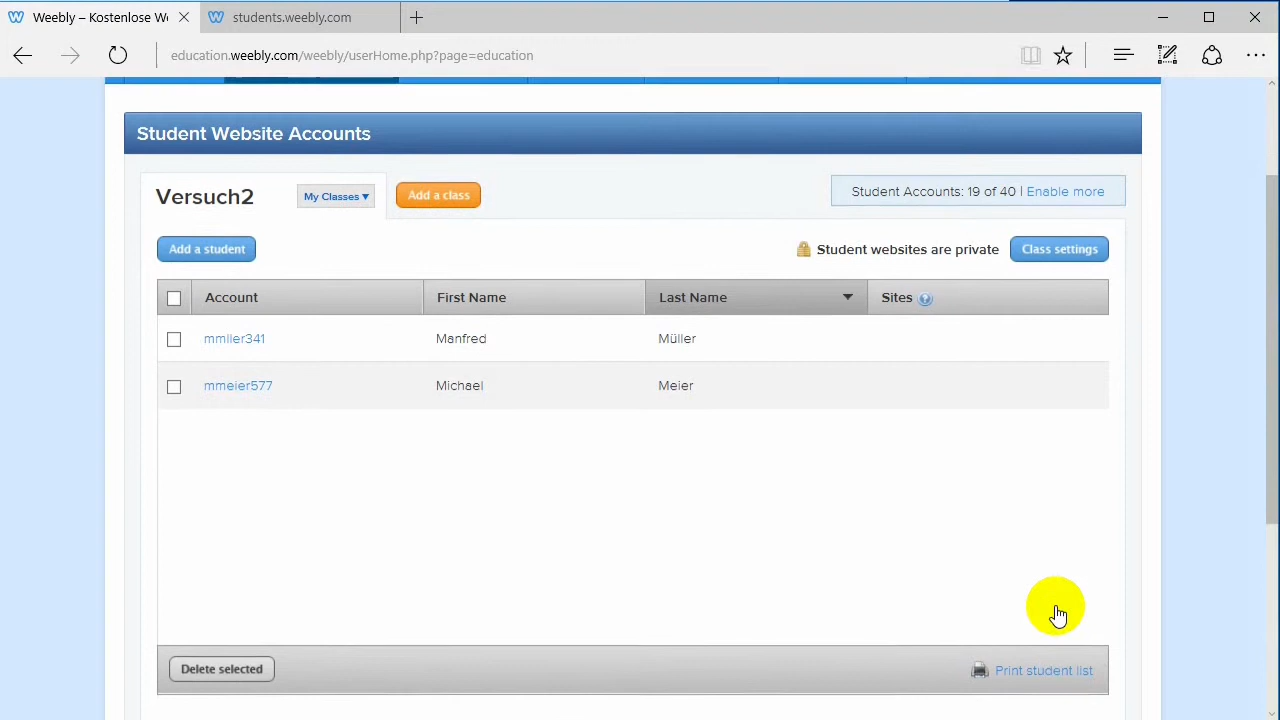 Weebly – Kostenlose We
students.weebly.com
education.weebly.com/weebly/userHome.php?page=education
Student Website Accounts
Versuch2
My Classes ▾
Add a class
Student Accounts: 19 of 40 | Enable more
Add a student
Student websites are private
Class settings
Account First Name Last Name Sites ?
mmller341 Manfred Müller
mmeier577 Michael Meier
Delete selected
Print student list